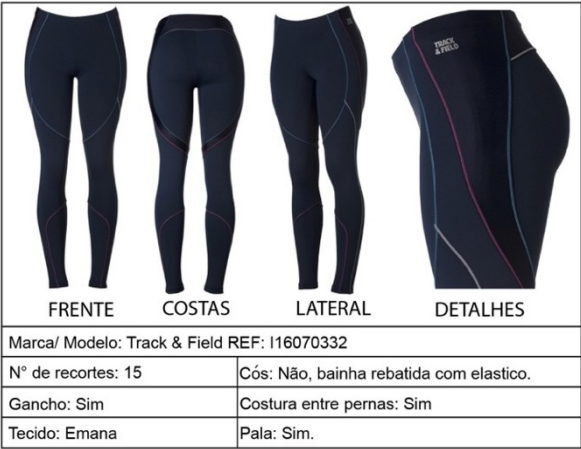 TRACK
& FIELD
FRENTE COSTAS LATERAL DETALHES
Marca/ Modelo: Track & Field REF: I16070332
N° de recortes: 15
Cós: Não, bainha rebatida com elastico.
Gancho: Sim
Costura entre pernas: Sim
Tecido: Emana
Pala: Sim.